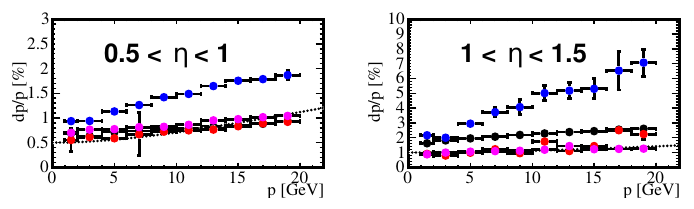 dp/p [%]
3
2.5
2
1.5
1
0.5
0
0.5 < η < 1
0 5 10 15 20
p [GeV]
dp/p [%]
10
9
8
7
6
5
4
3
2
1
0
1 < η < 1.5
0 5 10 15 20
p [GeV]